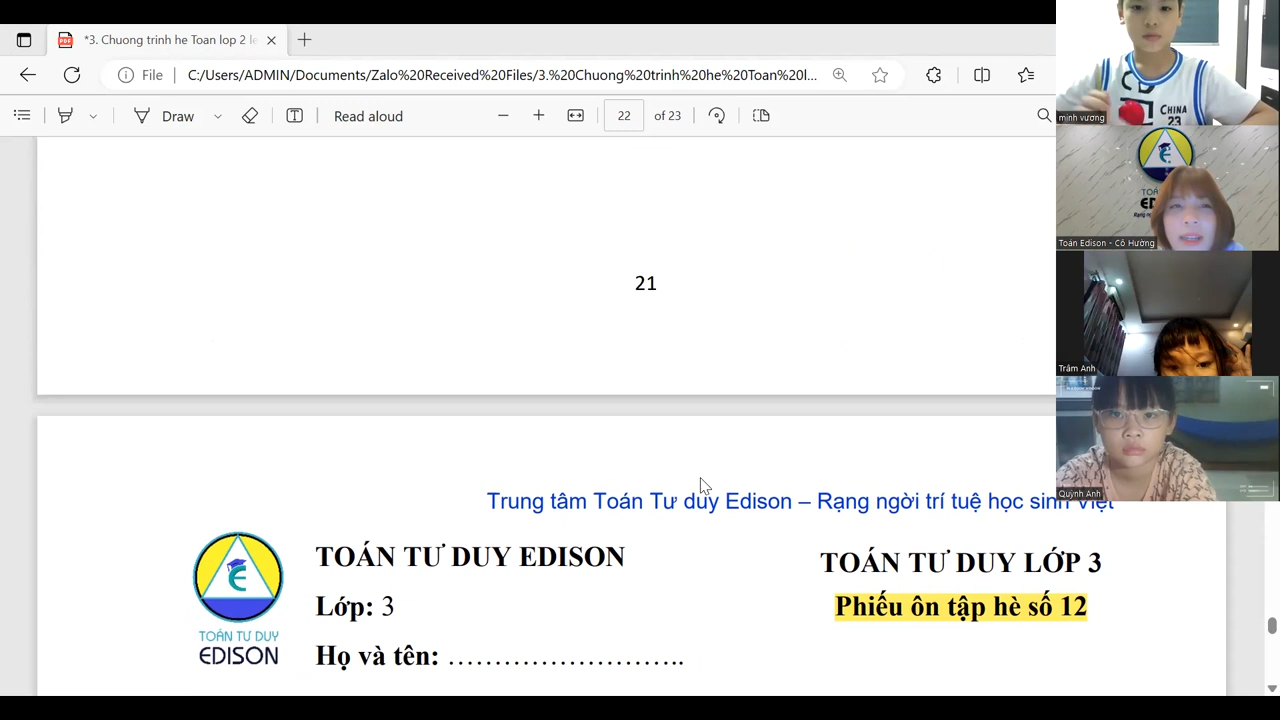 *3. Chuong trinh he Toan lop 2 le
File
C:/Users/ADMIN/Documents/Zalo%20Received%20Files/3.%20Chuong%20trinh%20he%20Toan%20l...
Draw
Read aloud
22
of 23
21
Trung tâm Toán Tư duy Edison – Rạng ngời trí tuệ học sinh Việt
TOÁN TƯ DUY EDISON
Lớp: 3
Họ và tên: ………………………..
TOÁN TƯ DUY LỚP 3
Phiếu ôn tập hè số 12
TOÁN TƯ DUY
EDISON
CHINA
23
minh vương
Toán Edison - Cô Hường
Trâm Anh
Quỳnh Anh